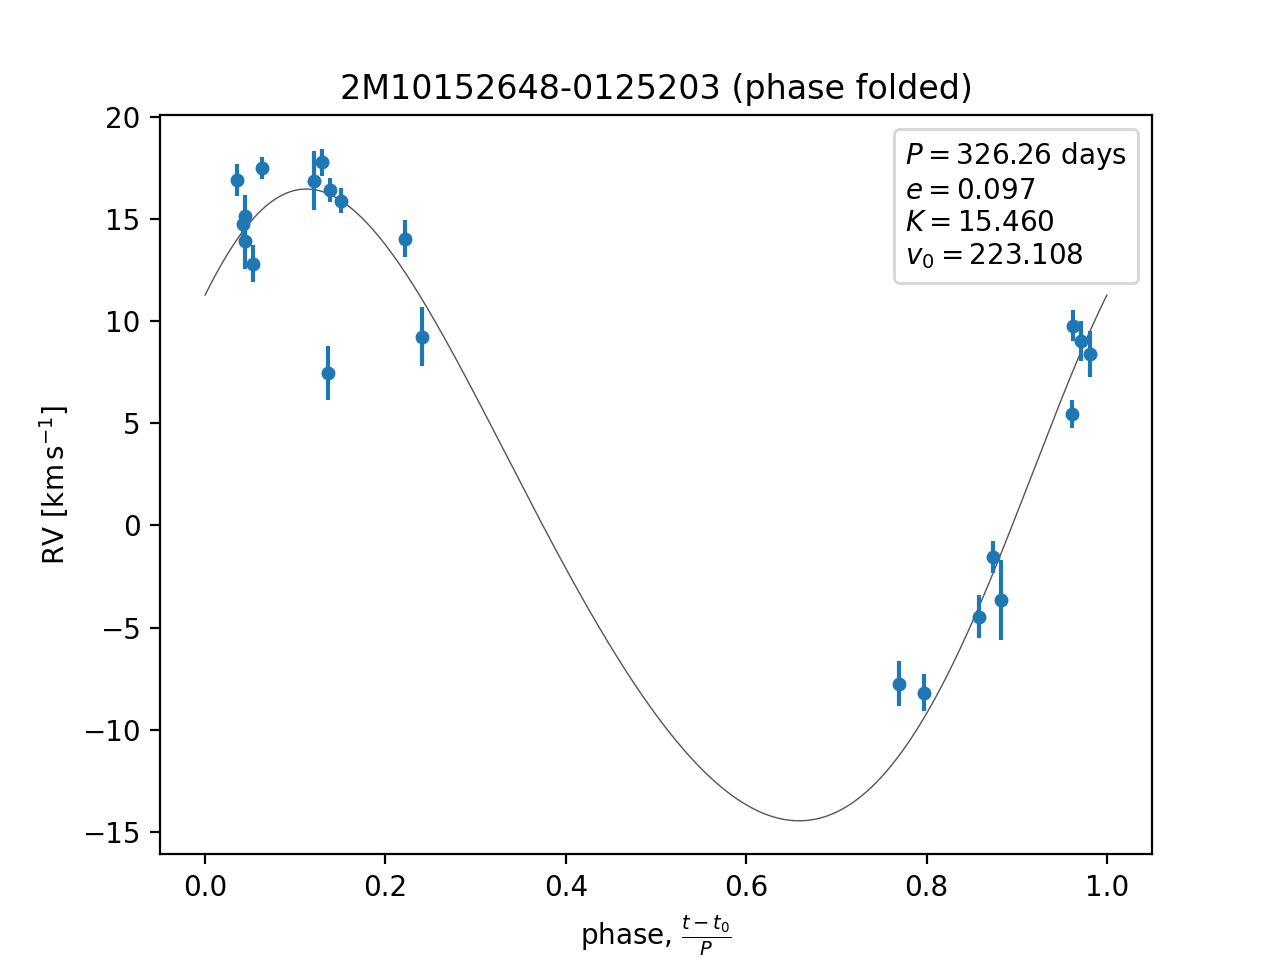 2M10152648-0125203 (phase folded)
P = 326.26 days
e = 0.097
K = 15.460
v₀ = 223.108
RV [km s⁻¹]
20
15
10
5
0
−5
−10
−15
0.0 0.2 0.4 0.6 0.8 1.0
phase, (t − t₀)/P